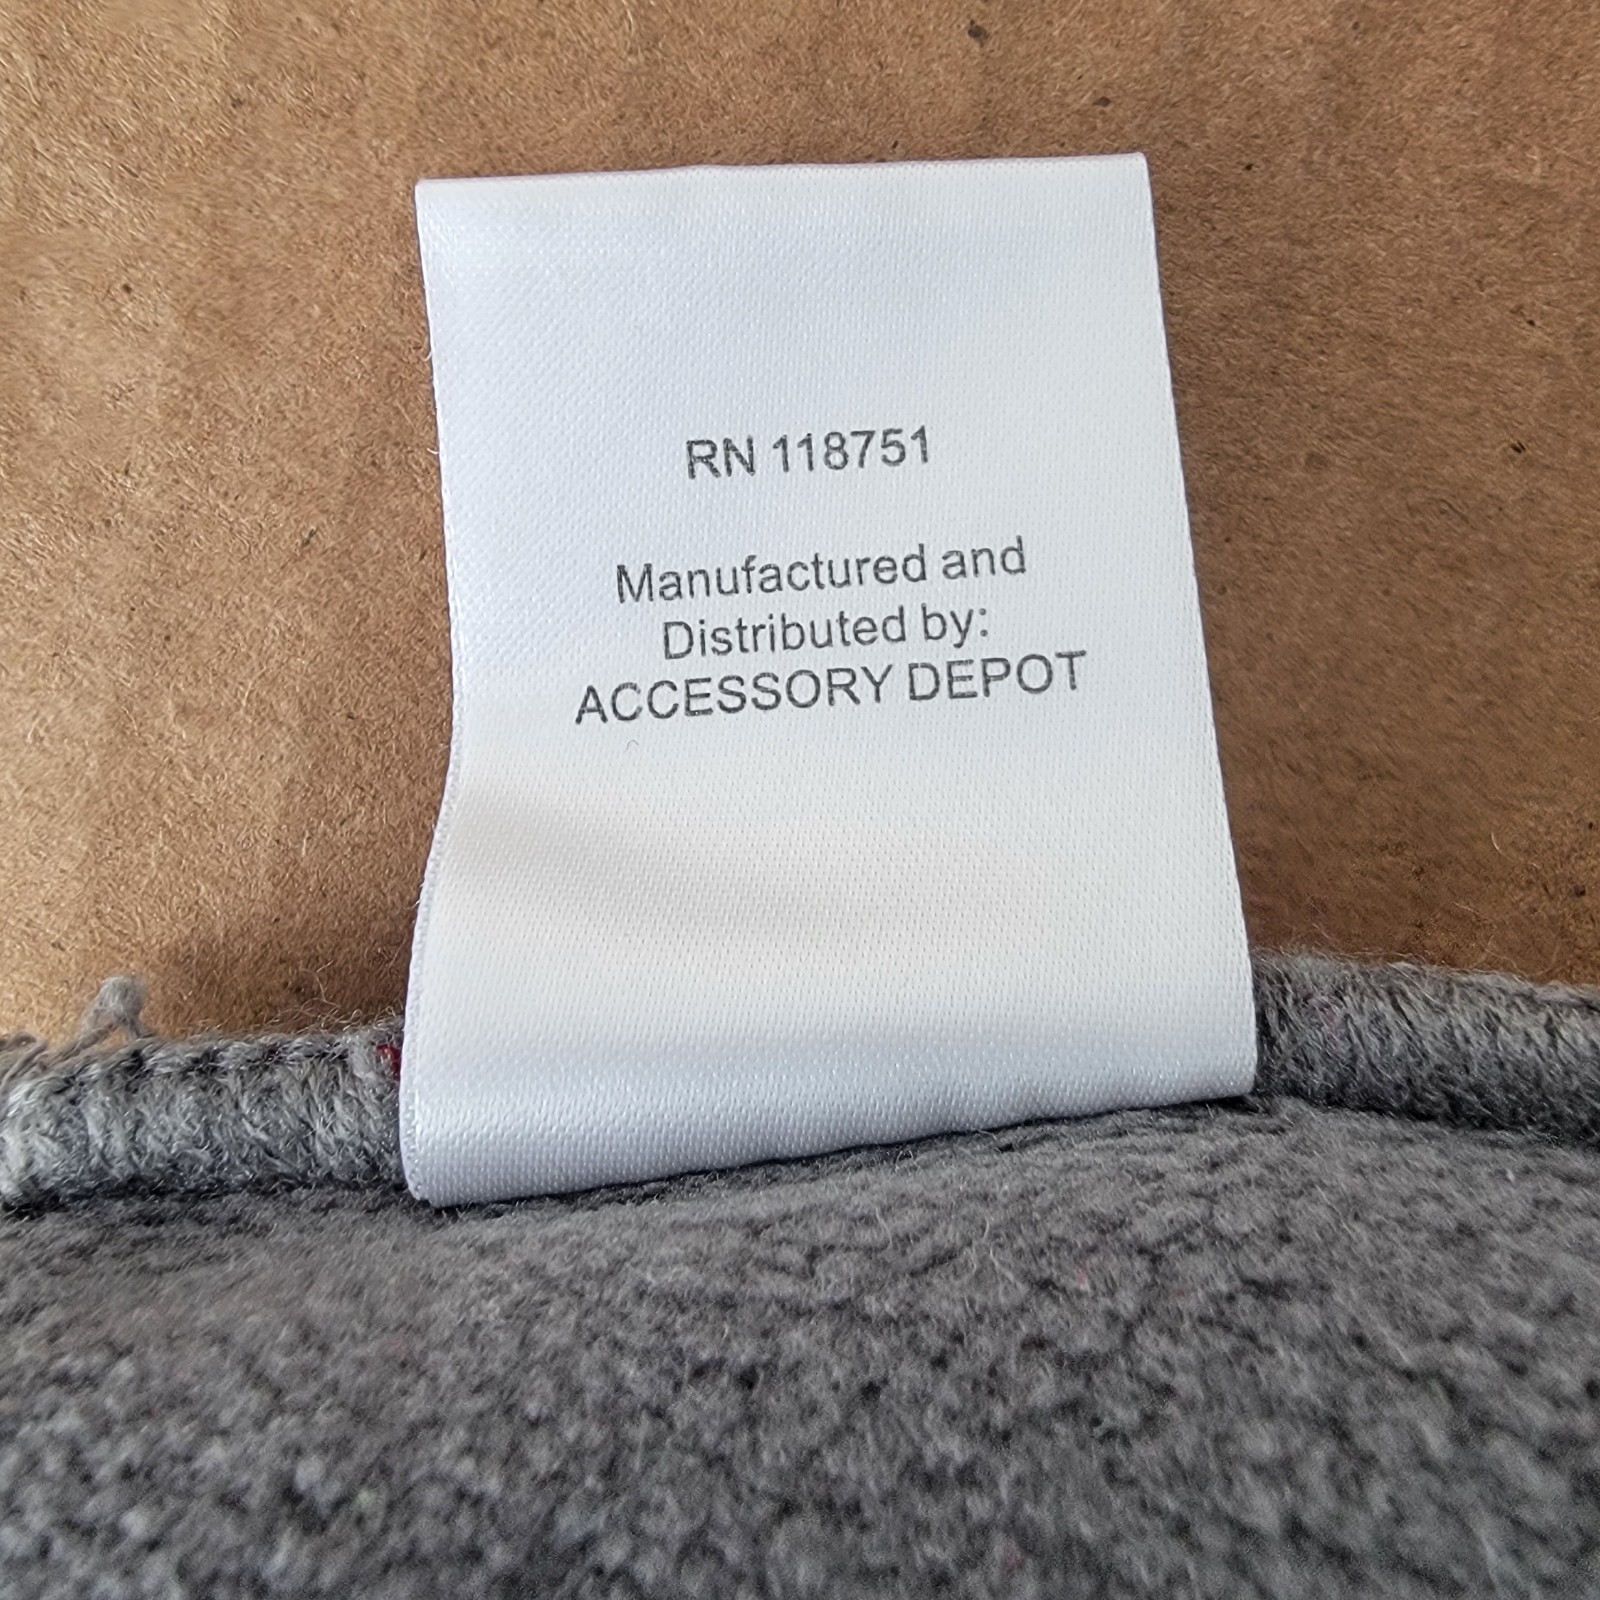 RN 118751
Manufactured and
Distributed by:
ACCESSORY DEPOT